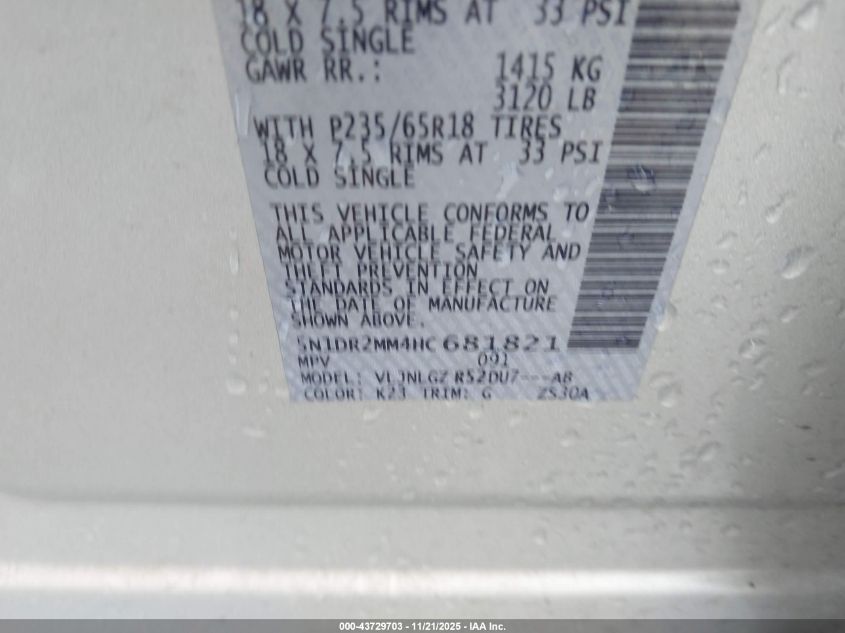 18 X 7.5 RIMS AT 33 PSI
COLD SINGLE
GAWR RR.: 1415 KG
3120 LB
WITH P235/65R18 TIRES
18 X 7.5 RIMS AT 33 PSI
COLD SINGLE
THIS VEHICLE CONFORMS TO
ALL APPLICABLE FEDERAL
MOTOR VEHICLE SAFETY AND
THEFT PREVENTION
STANDARDS IN EFFECT ON
THE DATE OF MANUFACTURE
SHOWN ABOVE.
5N1DR2MM4HC681821
MPV 091
MODEL: R52DU7---AB
COLOR: K23 TRIM: G 2S30A
000-43729703 - 11/21/2025 - IAA Inc.